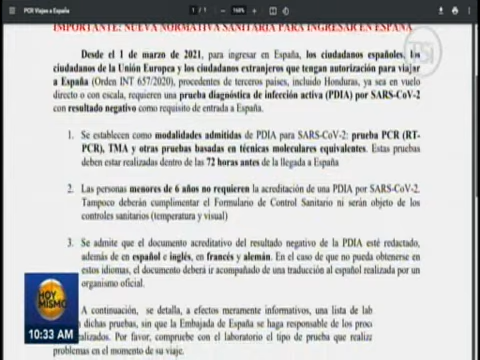 PCR Viajes a España
1 / 1
168%
IMPORTANTE: NUEVA NORMATIVA SANITARIA PARA INGRESAR EN ESPAÑA
TSi
Desde el 1 de marzo de 2021, para ingresar en España, los ciudadanos españoles, los
ciudadanos de la Unión Europea y los ciudadanos extranjeros que tengan autorización para viajar
a España (Orden INT 657/2020), procedentes de terceros países, incluido Honduras, ya sea en vuelo
directo o con escala, requieren una prueba diagnóstica de infección activa (PDIA) por SARS-CoV-2
con resultado negativo como requisito de entrada a España.
1. Se establecen como modalidades admitidas de PDIA para SARS-CoV-2: prueba PCR (RT-
PCR), TMA y otras pruebas basadas en técnicas moleculares equivalentes. Estas pruebas
deben estar realizadas dentro de las 72 horas antes de la llegada a España
2. Las personas menores de 6 años no requieren la acreditación de una PDIA por SARS-CoV-2.
Tampoco deberán cumplimentar el Formulario de Control Sanitario ni serán objeto de los
controles sanitarios (temperatura y visual)
3. Se admite que el documento acreditativo del resultado negativo de la PDIA esté redactado,
además de en español e inglés, en francés y alemán. En el caso de que no pueda obtenerse en
estos idiomas, el documento deberá ir acompañado de una traducción al español realizada por un
organismo oficial.
A continuación, se detalla, a efectos meramente informativos, una lista de lab
dichas pruebas, sin que la Embajada de España se haga responsable de los proce
ealizados. Por favor, compruebe con el laboratorio el tipo de prueba que realiz
problemas en el momento de su viaje.
HOY
MISMO
10:33 AM